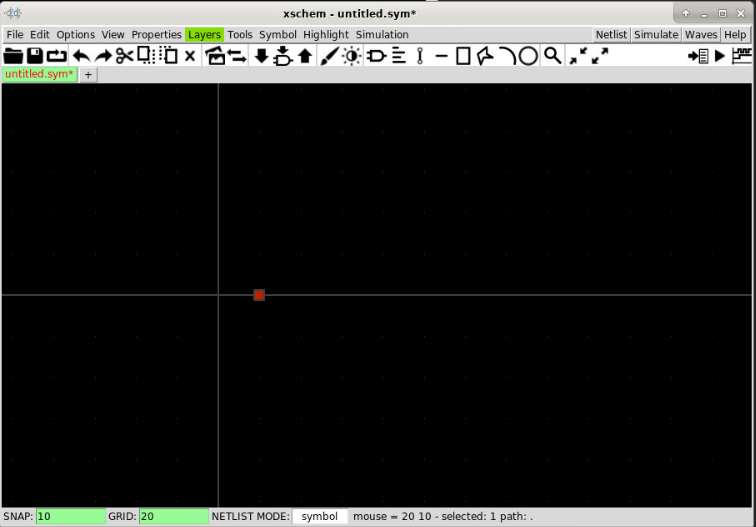 xschem - untitled.sym*
File Edit Options View Properties Layers Tools Symbol Highlight Simulation Netlist Simulate Waves Help
untitled.sym* +
SNAP: 10 GRID: 20 NETLIST MODE: symbol mouse = 20 10 - selected: 1 path: .